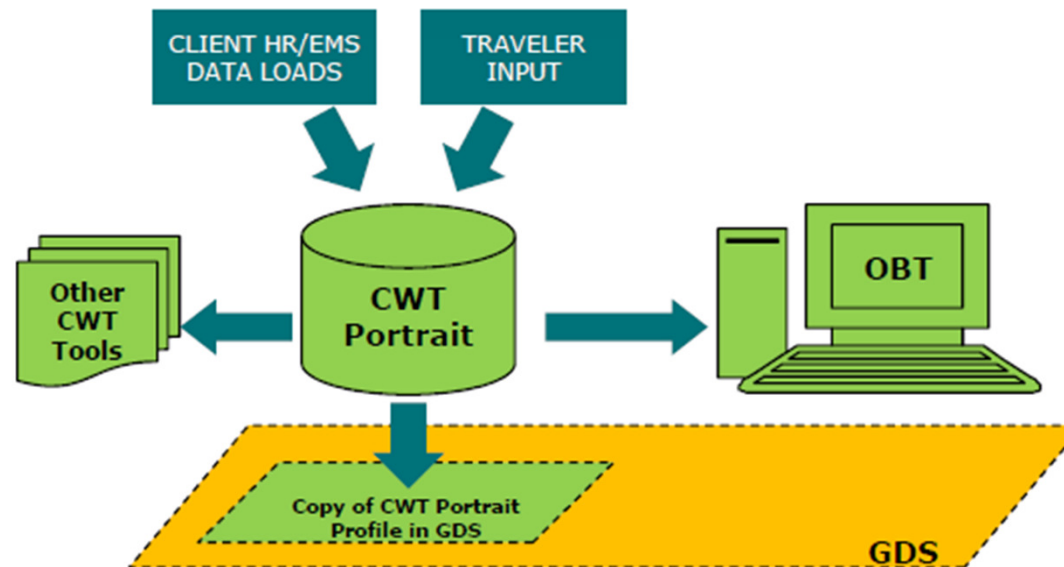 CLIENT HR/EMS
DATA LOADS
TRAVELER
INPUT
Other
CWT
Tools
CWT
Portrait
OBT
Copy of CWT Portrait
Profile in GDS
GDS